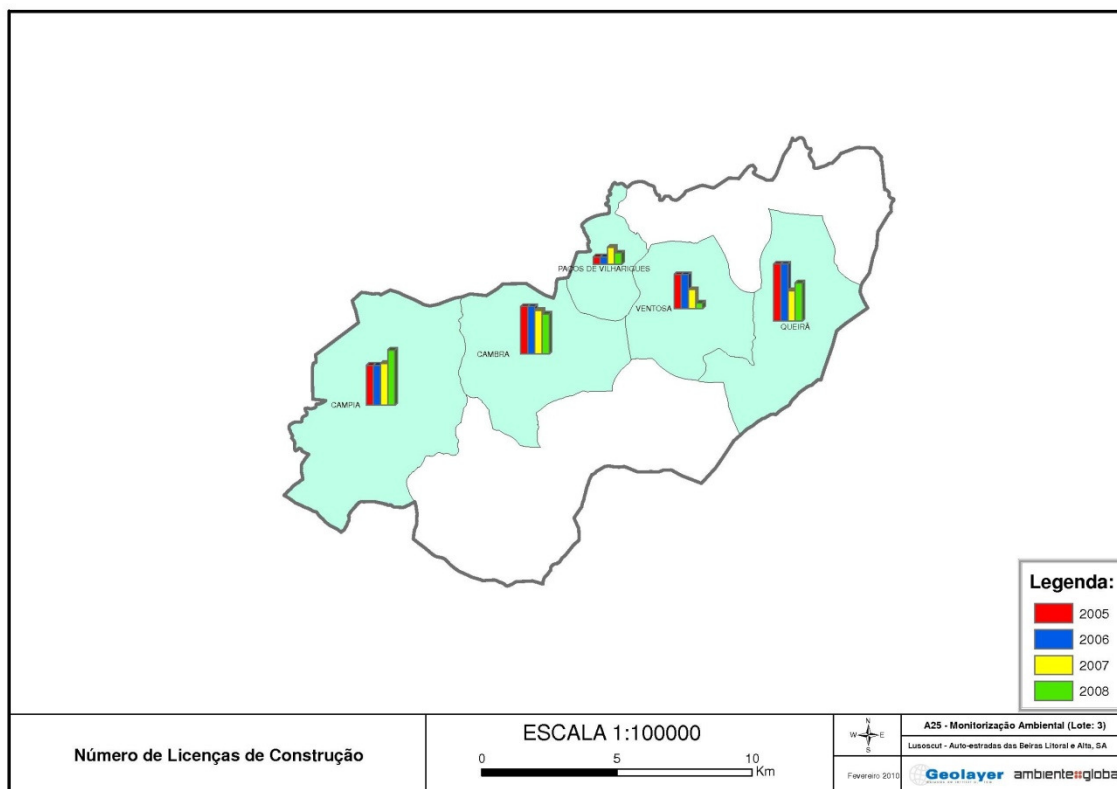 PAÇOS DE VILHARIGUES
VENTOSA
QUEIRÃ
CAMBRA
CAMPIA
Legenda:
2005
2006
2007
2008
Número de Licenças de Construção
ESCALA 1:100000
0 5 10
Km
N
W E
S
Fevereiro 2010
A25 - Monitorização Ambiental (Lote: 3)
Lusoscut - Auto-estradas das Beiras Litoral e Alta, SA
Geolayer
ambiente global